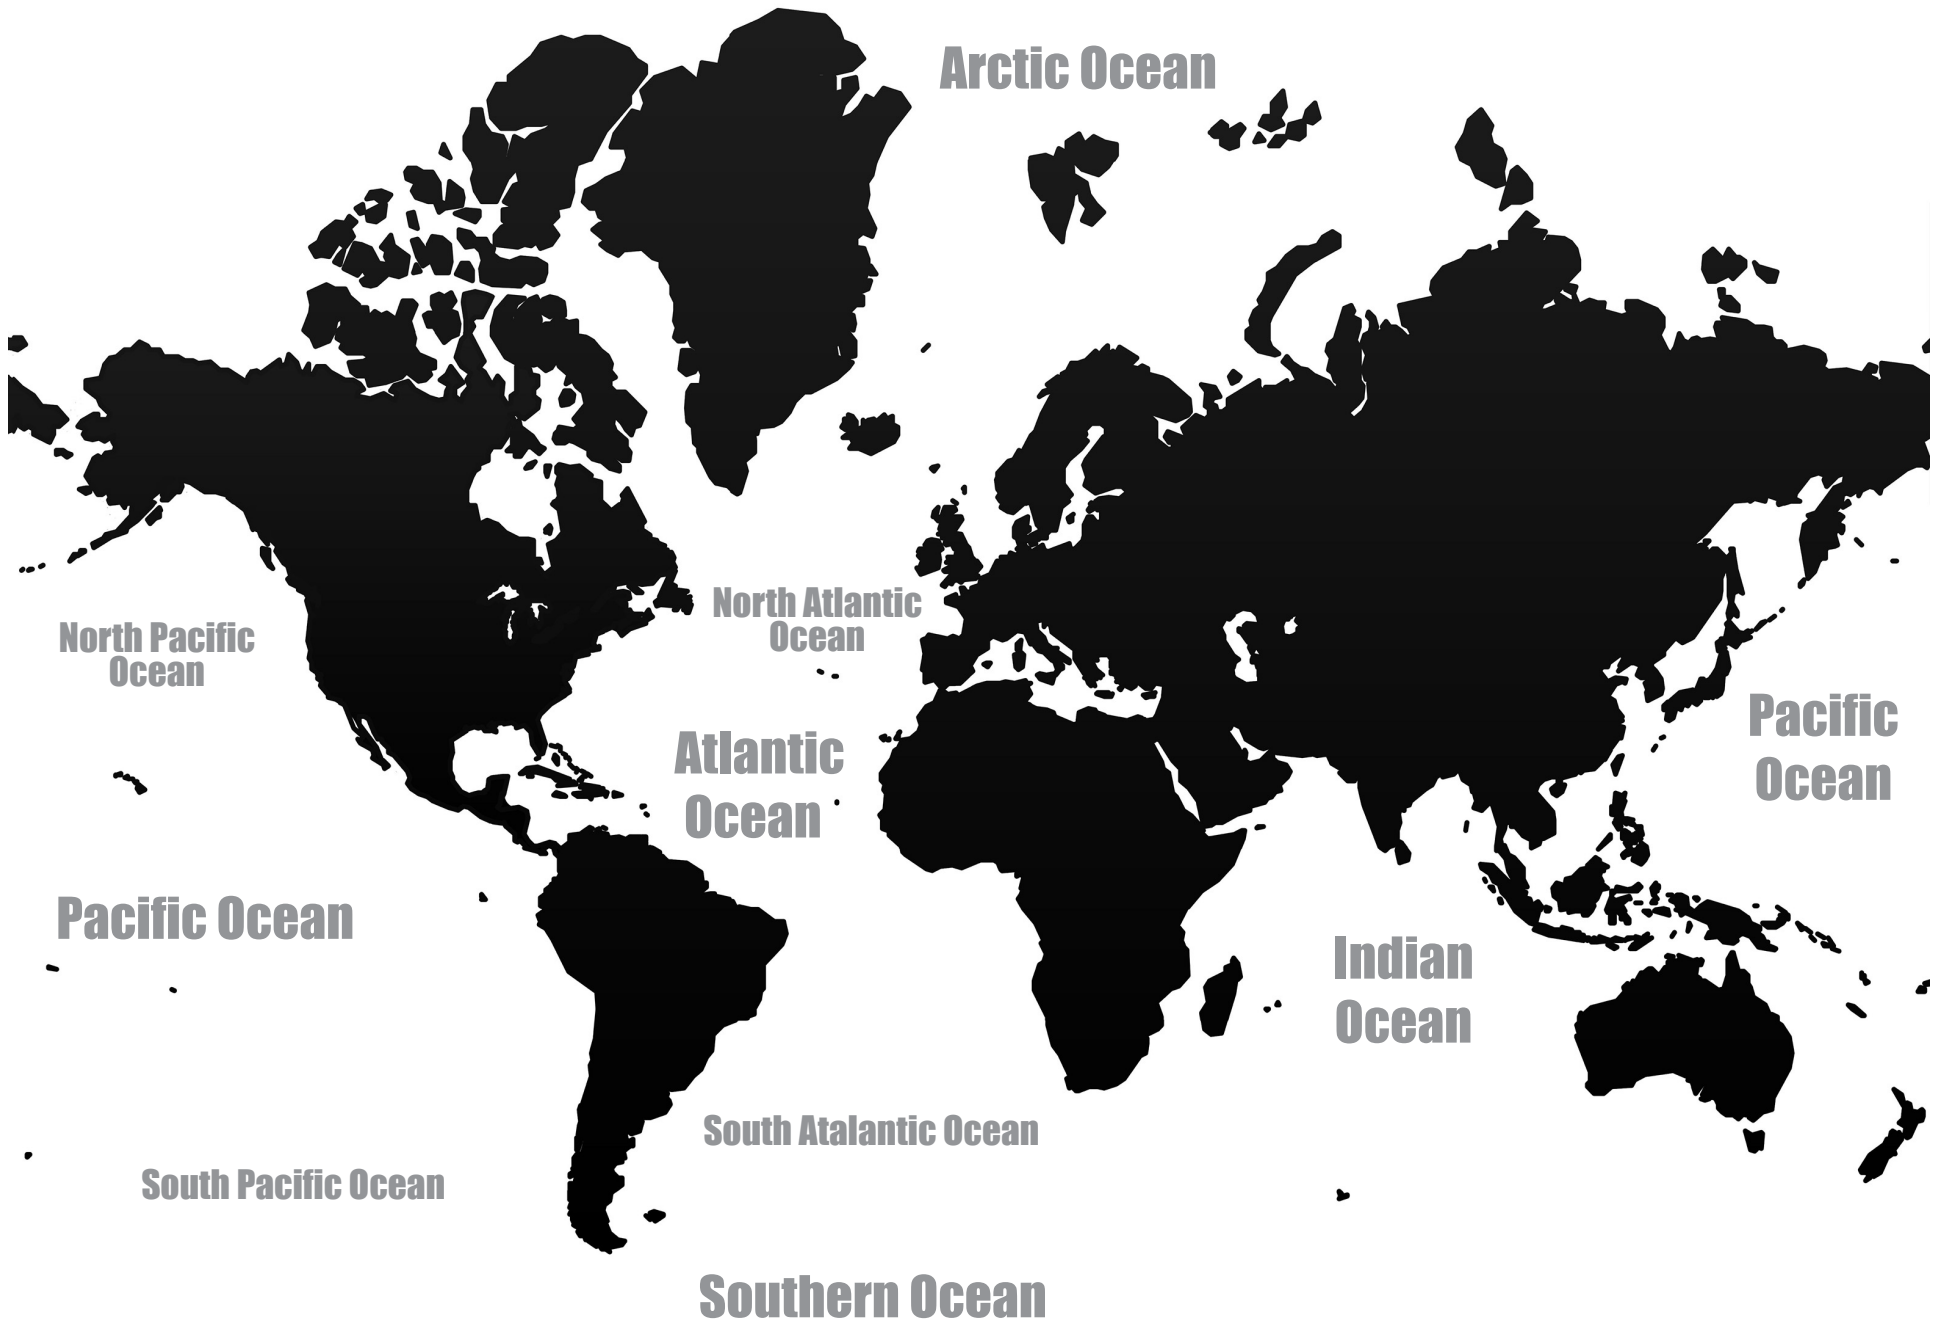 Arctic Ocean
North Atlantic
Ocean
North Pacific
Ocean
Pacific
Ocean
Atlantic
Ocean
Pacific Ocean
Indian
Ocean
South Atalantic Ocean
South Pacific Ocean
Southern Ocean